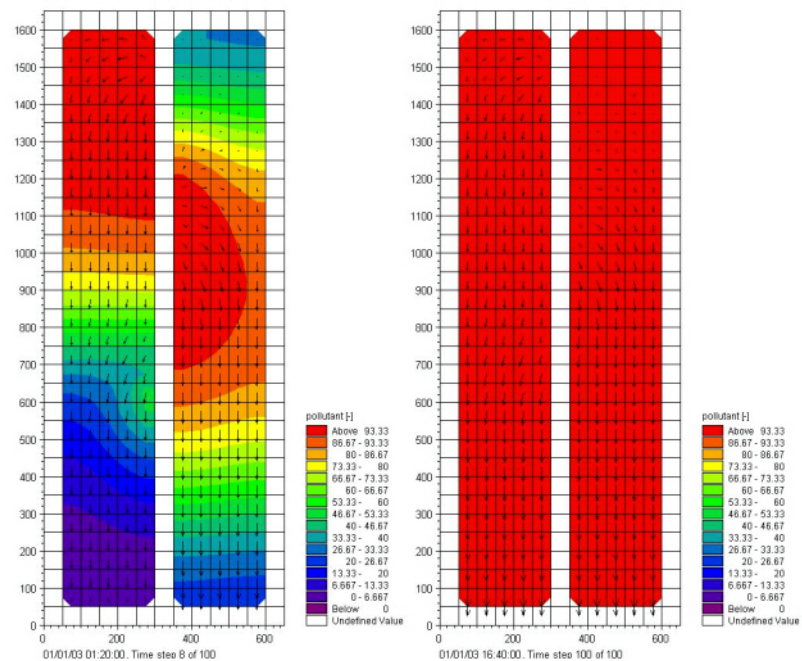 1600
1500
1400
1300
1200
1100
1000
900
800
700
600
500
400
300
200
100
0
0 200 400 600
01/01/03 01:20:00. Time step 8 of 100
pollutant [-]
Above 93.33
86.67 - 93.33
80 - 86.67
73.33 - 80
66.67 - 73.33
60 - 66.67
53.33 - 60
46.67 - 53.33
40 - 46.67
33.33 - 40
26.67 - 33.33
20 - 26.67
13.33 - 20
6.667 - 13.33
0 - 6.667
Below 0
Undefined Value
1600
1500
1400
1300
1200
1100
1000
900
800
700
600
500
400
300
200
100
0
0 200 400 600
01/01/03 16:40:00. Time step 100 of 100
pollutant [-]
Above 93.33
86.67 - 93.33
80 - 86.67
73.33 - 80
66.67 - 73.33
60 - 66.67
53.33 - 60
46.67 - 53.33
40 - 46.67
33.33 - 40
26.67 - 33.33
20 - 26.67
13.33 - 20
6.667 - 13.33
0 - 6.667
Below 0
Undefined Value